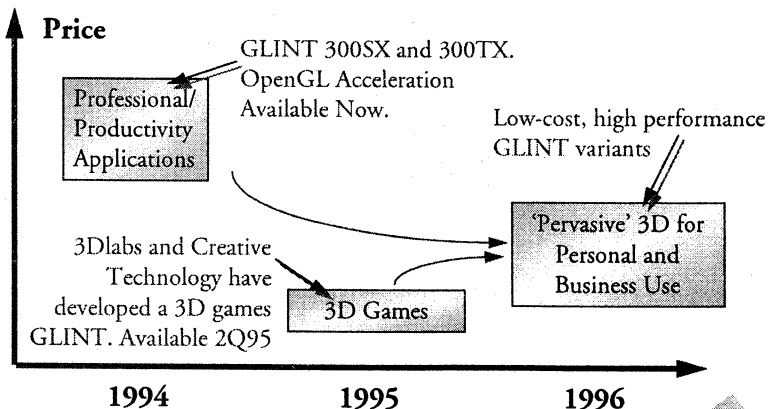 Price
GLINT 300SX and 300TX.
OpenGL Acceleration
Available Now.
Professional/
Productivity
Applications
Low-cost, high performance
GLINT variants
'Pervasive' 3D for
Personal and
Business Use
3Dlabs and Creative
Technology have
developed a 3D games
GLINT. Available 2Q95
3D Games
1994
1995
1996